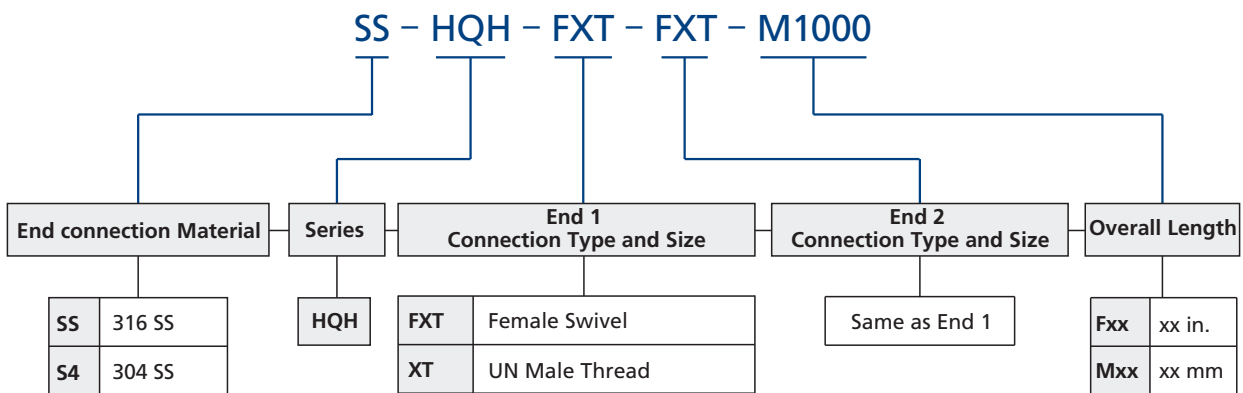 SS – HQH – FXT – FXT – M1000
End connection Material
Series
End 1
Connection Type and Size
End 2
Connection Type and Size
Overall Length
SS 316 SS
S4 304 SS
HQH
FXT Female Swivel
XT UN Male Thread
Same as End 1
Fxx xx in.
Mxx xx mm